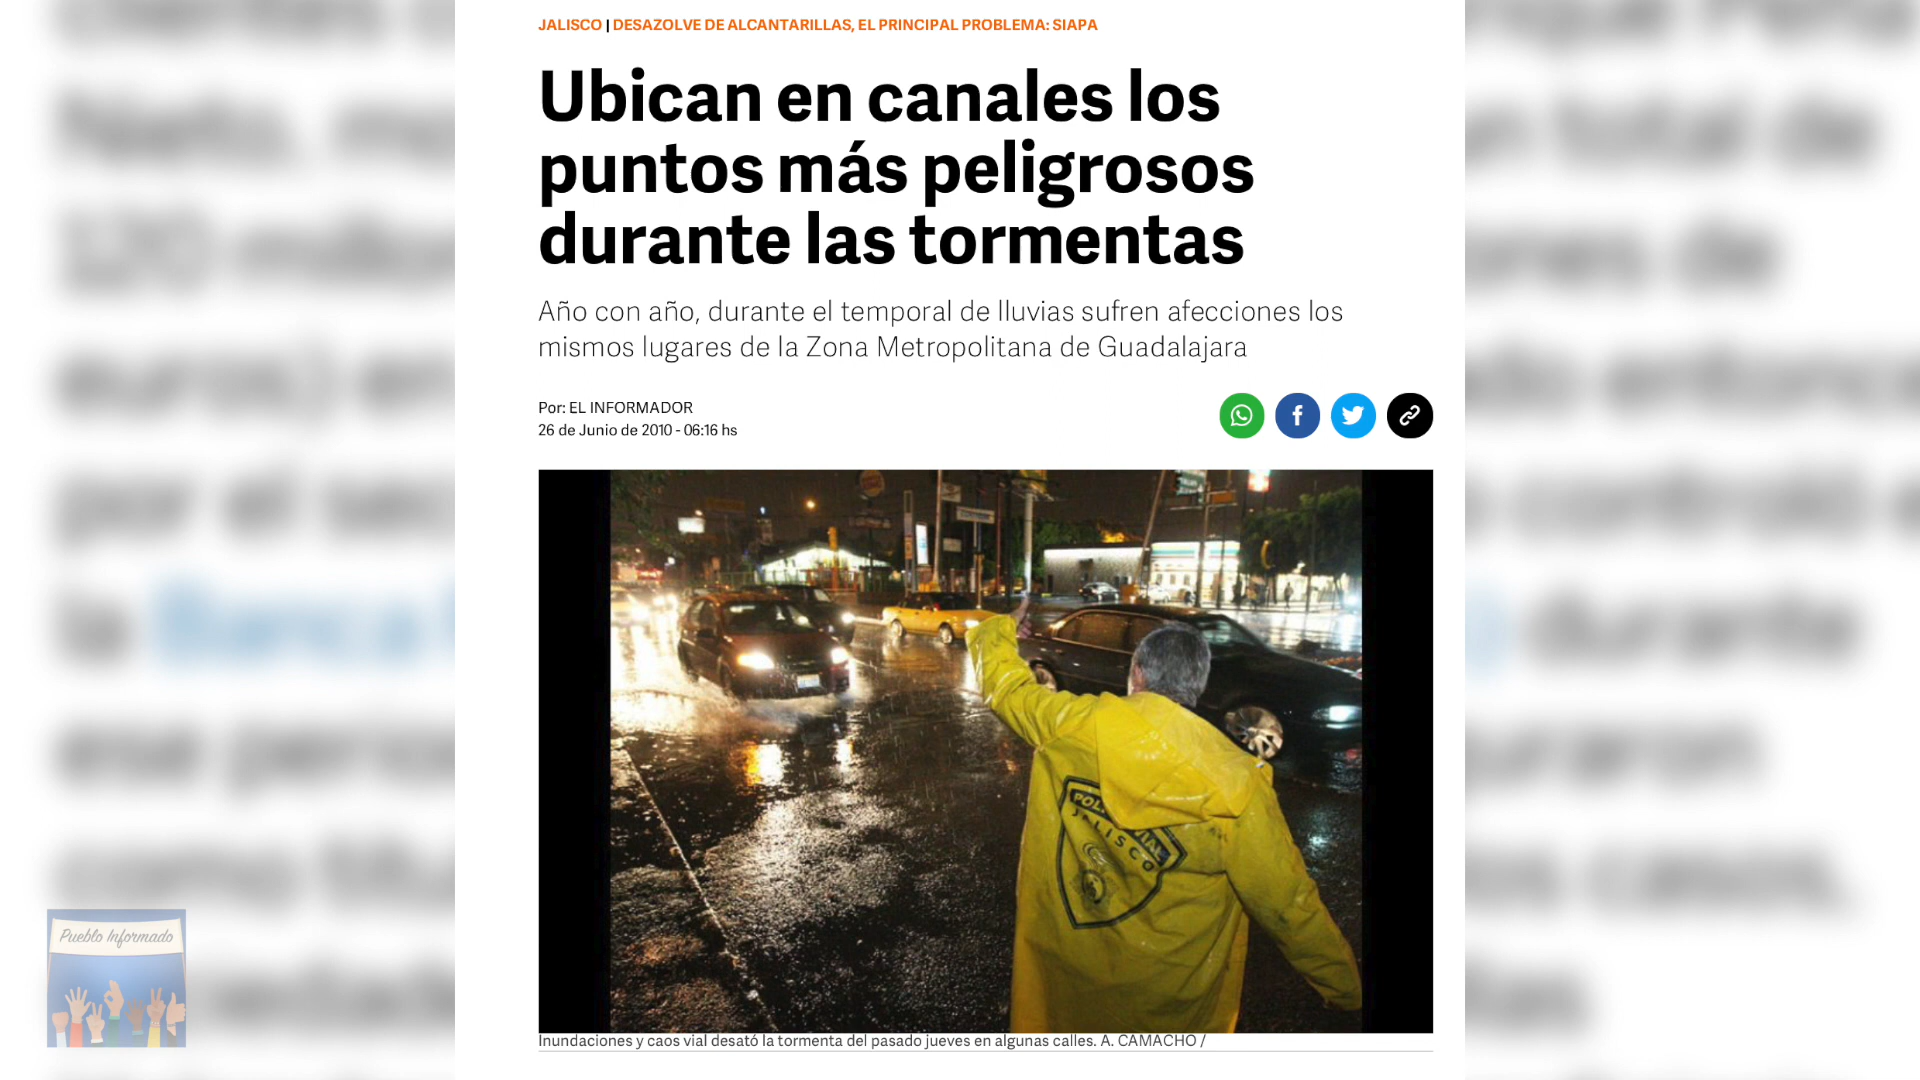 JALISCO | DESAZOLVE DE ALCANTARILLAS, EL PRINCIPAL PROBLEMA: SIAPA
Ubican en canales los
puntos más peligrosos
durante las tormentas
Año con año, durante el temporal de lluvias sufren afecciones los
mismos lugares de la Zona Metropolitana de Guadalajara
Por: EL INFORMADOR
26 de Junio de 2010 - 06:16 hs
JALISCO
Inundaciones y caos vial desató la tormenta del pasado jueves en algunas calles. A. CAMACHO /
Pueblo Informado